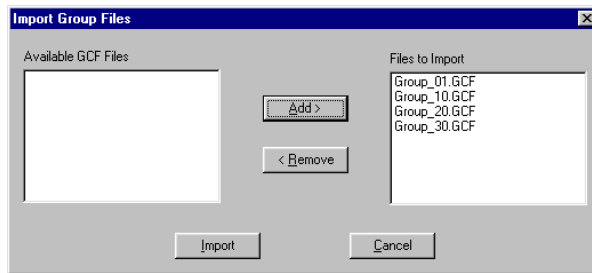 Import Group Files
Available GCF Files
Files to Import
Group_01.GCF
Group_10.GCF
Group_20.GCF
Group_30.GCF
Add >
< Remove
Import
Cancel